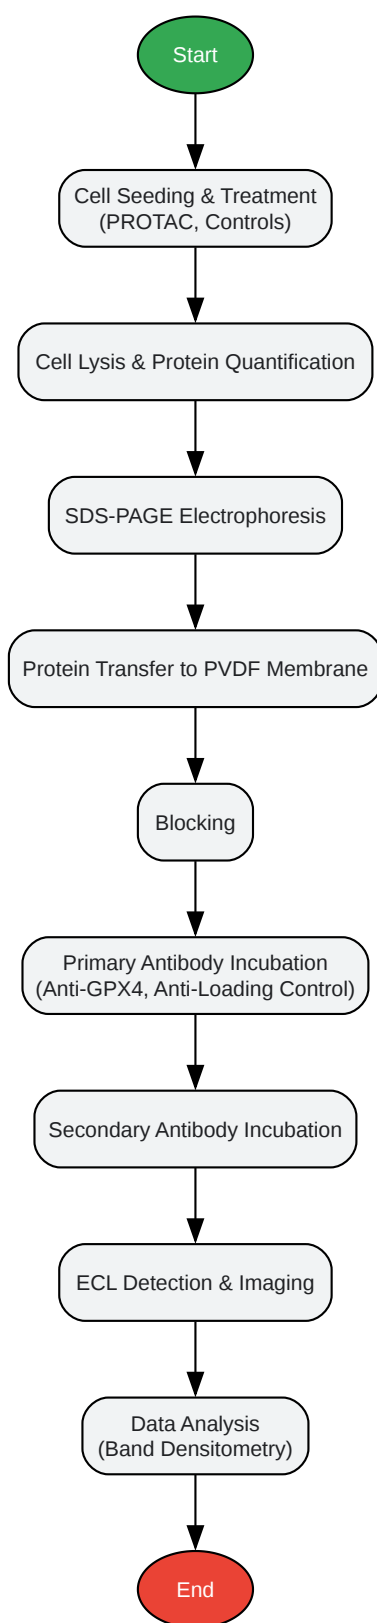 Start
Cell Seeding & Treatment
(PROTAC, Controls)
Cell Lysis & Protein Quantification
SDS-PAGE Electrophoresis
Protein Transfer to PVDF Membrane
Blocking
Primary Antibody Incubation
(Anti-GPX4, Anti-Loading Control)
Secondary Antibody Incubation
ECL Detection & Imaging
Data Analysis
(Band Densitometry)
End